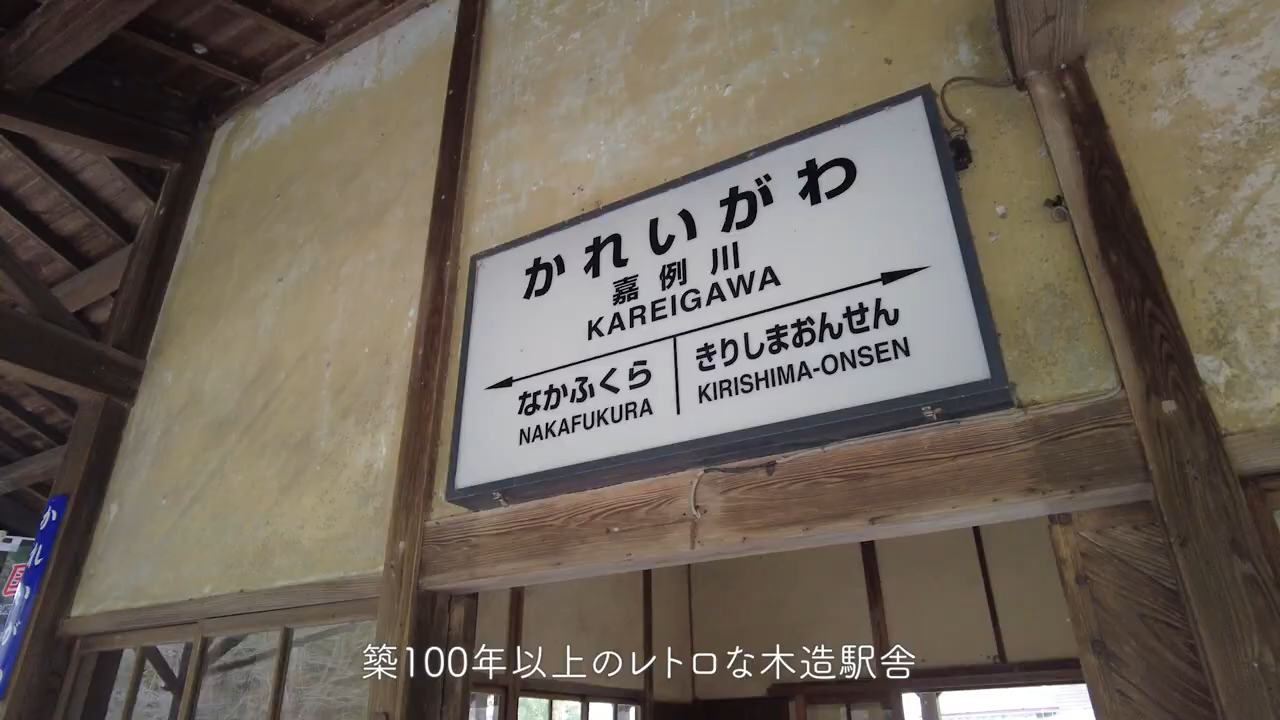 かれいがわ
嘉例川
KAREIGAWA
なかふくら
NAKAFUKURA
きりしまおんせん
KIRISHIMA-ONSEN
築100年以上のレトロな木造駅舎